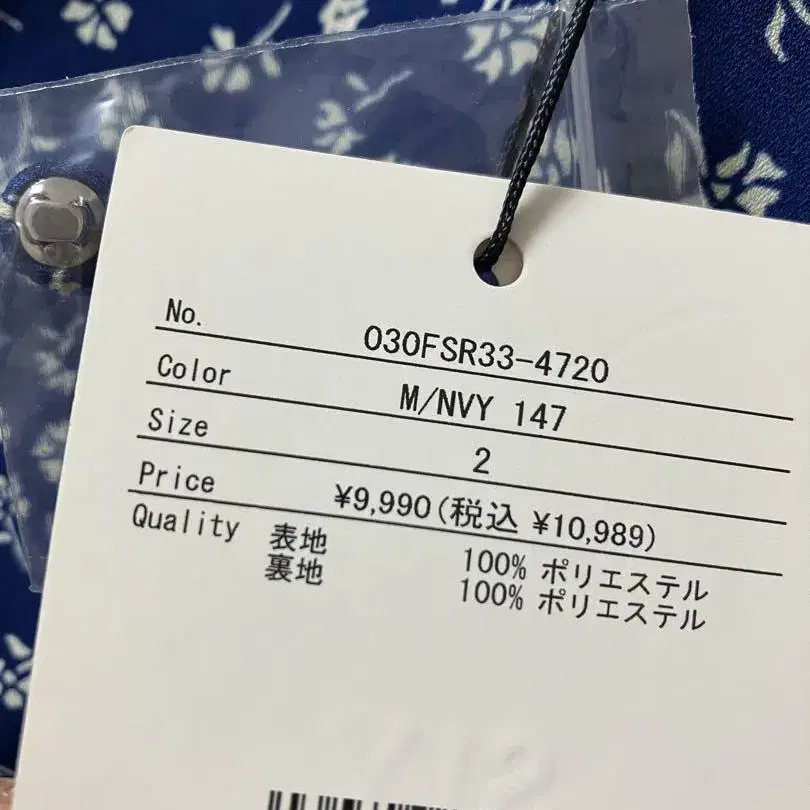 No. 030FSR33-4720
Color M/NVY 147
Size 2
Price ¥9,990(税込 ¥10,989)
Quality 表地 100% ポリエステル
裏地 100% ポリエステル